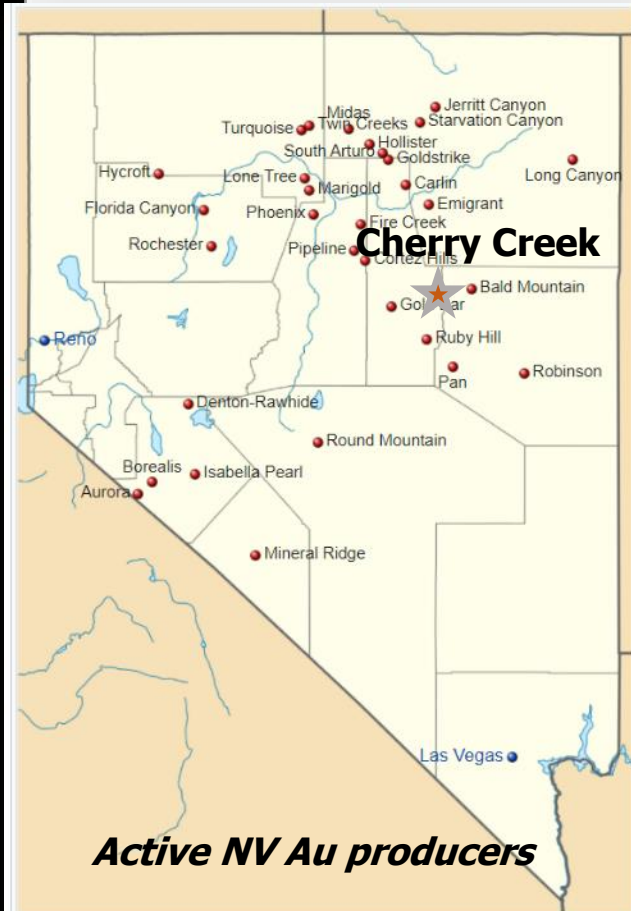 Jerritt Canyon
Midas
Starvation Canyon
Turquoise
Twin Creeks
Hollister
South Arturo
Goldstrike
Long Canyon
Hycroft
Lone Tree
Carlin
Marigold
Emigrant
Florida Canyon
Phoenix
Fire Creek
Rochester
Pipeline
Cherry Creek
Cortez Hills
Bald Mountain
Gold Bar
Reno
Ruby Hill
Robinson
Pan
Denton-Rawhide
Round Mountain
Borealis
Isabella Pearl
Aurora
Mineral Ridge
Las Vegas
Active NV Au producers